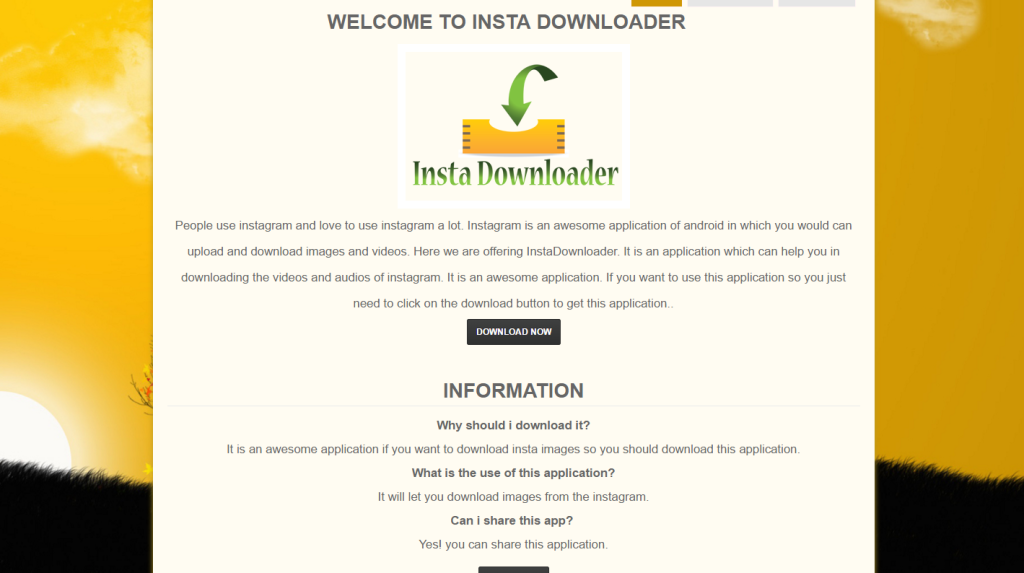 WELCOME TO INSTA DOWNLOADER
Insta Downloader
People use instagram and love to use instagram a lot. Instagram is an awesome application of android in which you would can
upload and download images and videos. Here we are offering InstaDownloader. It is an application which can help you in
downloading the videos and audios of instagram. It is an awesome application. If you want to use this application so you just
need to click on the download button to get this application..
DOWNLOAD NOW
INFORMATION
Why should i download it?
It is an awesome application if you want to download insta images so you should download this application.
What is the use of this application?
It will let you download images from the instagram.
Can i share this app?
Yes! you can share this application.